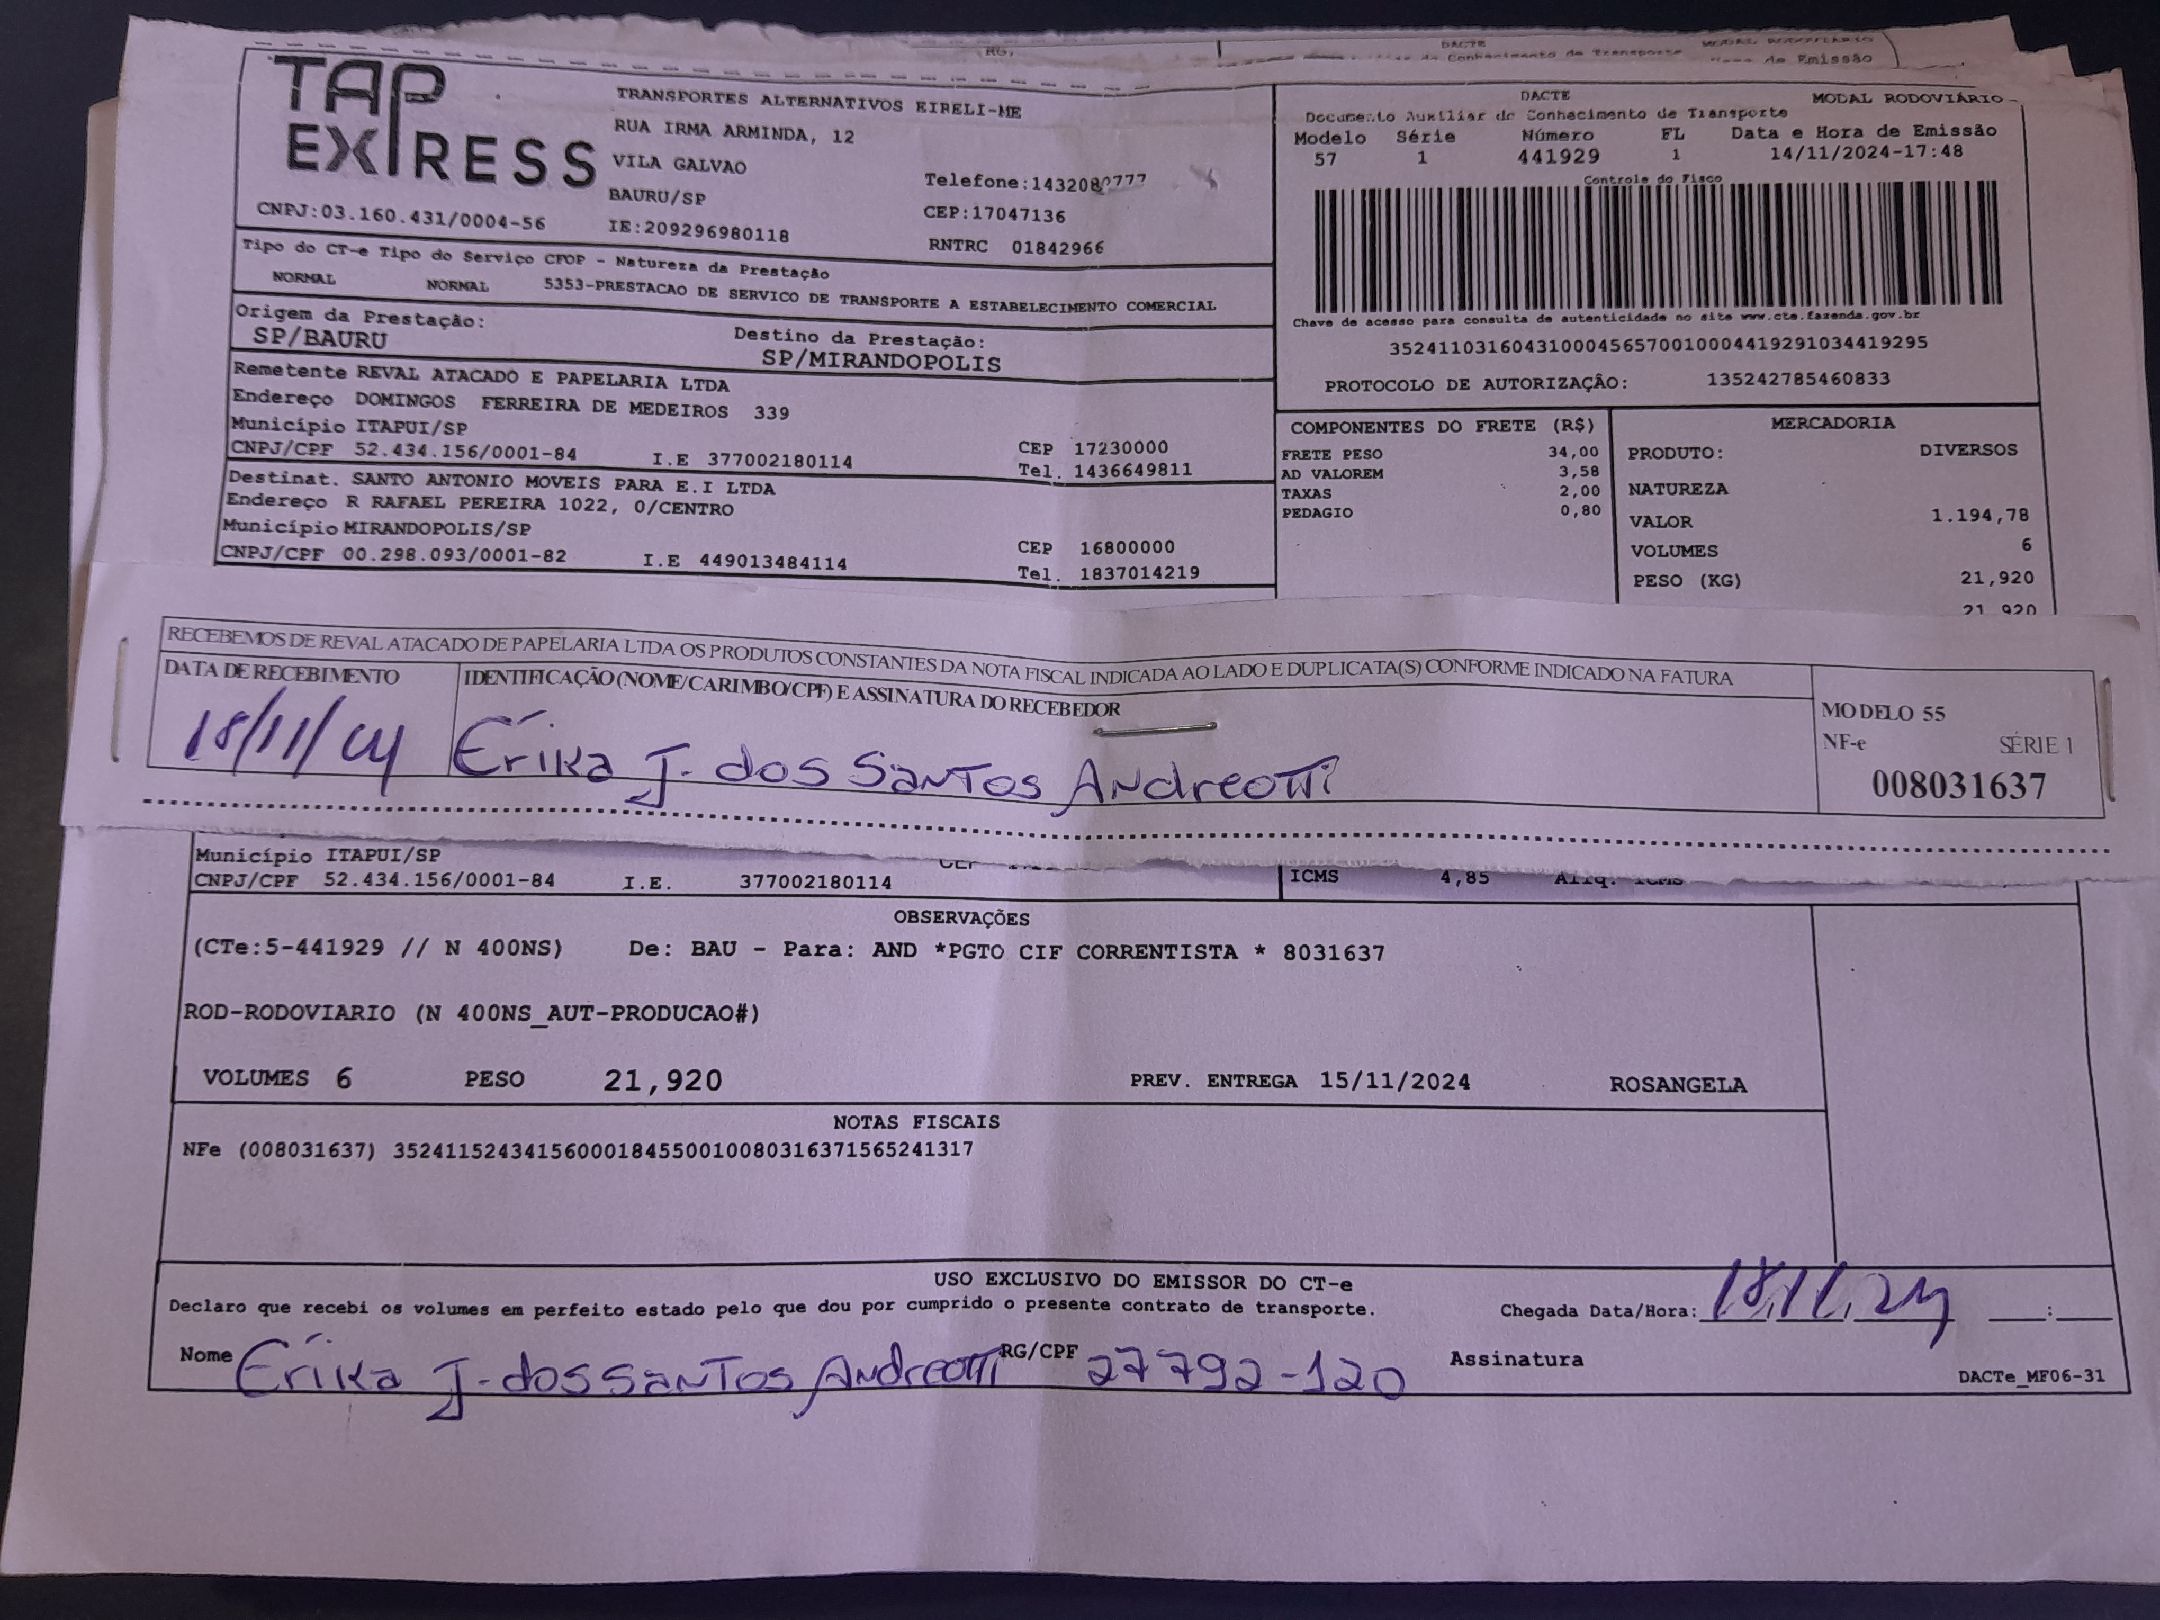 TAP
EXPRESS
TRANSPORTES ALTERNATIVOS EIRELI-ME
RUA IRMA ARMINDA, 12
VILA GALVAO
BAURU/SP
Telefone:1432080777
CEP:17047136
CNPJ:03.160.431/0004-56
IE:209296980118
RNTRC 01842966
DACTE
MODAL RODOVIÁRIO
Documento Auxiliar de Conhecimento de Transporte
Modelo Série Número FL Data e Hora de Emissão
57 1 441929 1 14/11/2024-17:48
Controle do Fisco
Chave de acesso para consulta de autenticidade no site www.cte.fazenda.gov.br
35241103160431000456570010004419291034419295
PROTOCOLO DE AUTORIZAÇÃO: 135242785460833
Tipo do CT-e Tipo do Serviço CFOP - Natureza da Prestação
NORMAL NORMAL 5353-PRESTACAO DE SERVICO DE TRANSPORTE A ESTABELECIMENTO COMERCIAL
Origem da Prestação: Destino da Prestação:
SP/BAURU SP/MIRANDOPOLIS
Remetente REVAL ATACADO E PAPELARIA LTDA
Endereço DOMINGOS FERREIRA DE MEDEIROS 339
Município ITAPUI/SP CEP 17230000
CNPJ/CPF 52.434.156/0001-84 I.E 377002180114 Tel. 1436649811
Destinat. SANTO ANTONIO MOVEIS PARA E.I LTDA
Endereço R RAFAEL PEREIRA 1022, 0/CENTRO
Município MIRANDOPOLIS/SP CEP 16800000
CNPJ/CPF 00.298.093/0001-82 I.E 449013484114 Tel. 1837014219
COMPONENTES DO FRETE (R$)
FRETE PESO 34,00
AD VALOREM 3,58
TAXAS 2,00
PEDAGIO 0,80
MERCADORIA
PRODUTO: DIVERSOS
NATUREZA
VALOR 1.194,78
VOLUMES 6
PESO (KG) 21,920
21,920
RECEBEMOS DE REVAL ATACADO DE PAPELARIA LTDA OS PRODUTOS CONSTANTES DA NOTA FISCAL INDICADA AO LADO E DUPLICATA(S) CONFORME INDICADO NA FATURA
DATA DE RECEBIMENTO IDENTIFICAÇÃO (NOME/CARIMBO/CPF) E ASSINATURA DO RECEBEDOR
18/11/24 Érika J. dos Santos Andreotti
MODELO 55
NF-e SÉRIE 1
008031637
Município ITAPUI/SP
CNPJ/CPF 52.434.156/0001-84 I.E. 377002180114
ICMS 4,85 Aliq. ICMS
OBSERVAÇÕES
(CTe:5-441929 // N 400NS) De: BAU - Para: AND *PGTO CIF CORRENTISTA * 8031637
ROD-RODOVIARIO (N 400NS_AUT-PRODUCAO#)
VOLUMES 6 PESO 21,920 PREV. ENTREGA 15/11/2024 ROSANGELA
NOTAS FISCAIS
NFe (008031637) 35241152434156000184550010080316371565241317
USO EXCLUSIVO DO EMISSOR DO CT-e
Declaro que recebi os volumes em perfeito estado pelo que dou por cumprido o presente contrato de transporte. Chegada Data/Hora: 18,11,24 :
Nome Érika J. dos Santos Andreotti RG/CPF 27792-120 Assinatura
DACTe_MF06-31